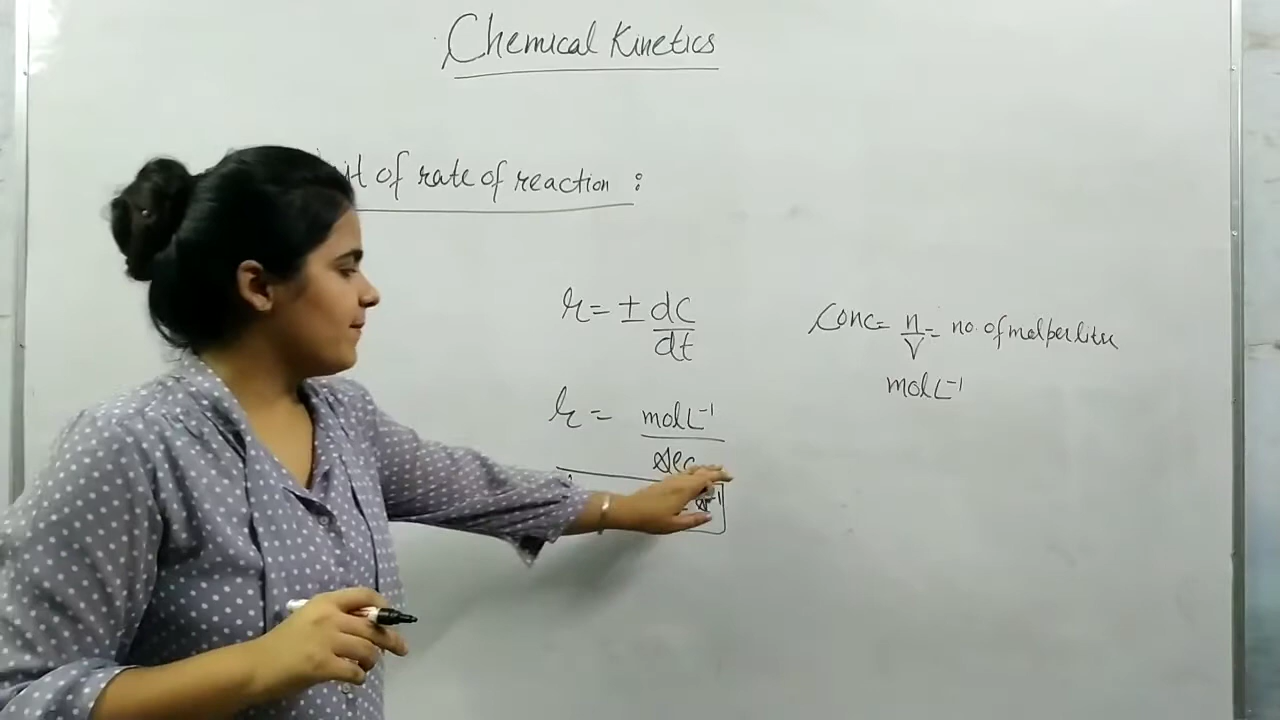 Chemical Kinetics
of rate of reaction :
r = ± dc/dt
Conc = n/V = no. of mol per litre
mol L⁻¹
r = mol L⁻¹/sec